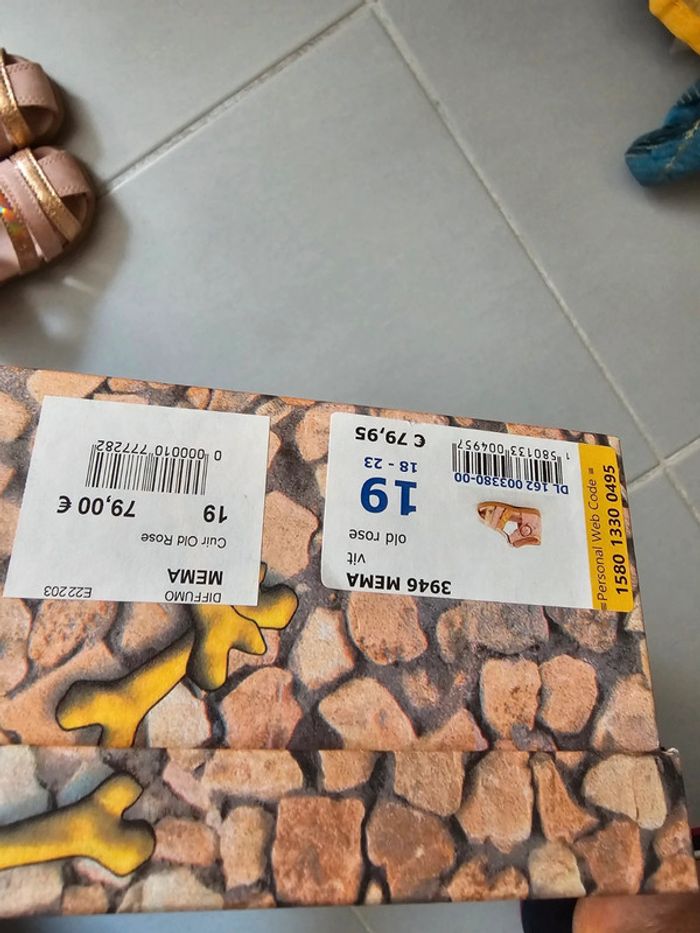 3946 MEMA
vit
old rose
19
18 - 23
€ 79,95
DL 162 003380-00
1 580133 004957
Personal Web Code
1580 1330 0495
DIFFUMO E22203
MEMA
Cuir Old Rose
19 79,00 €
0 000010 777282